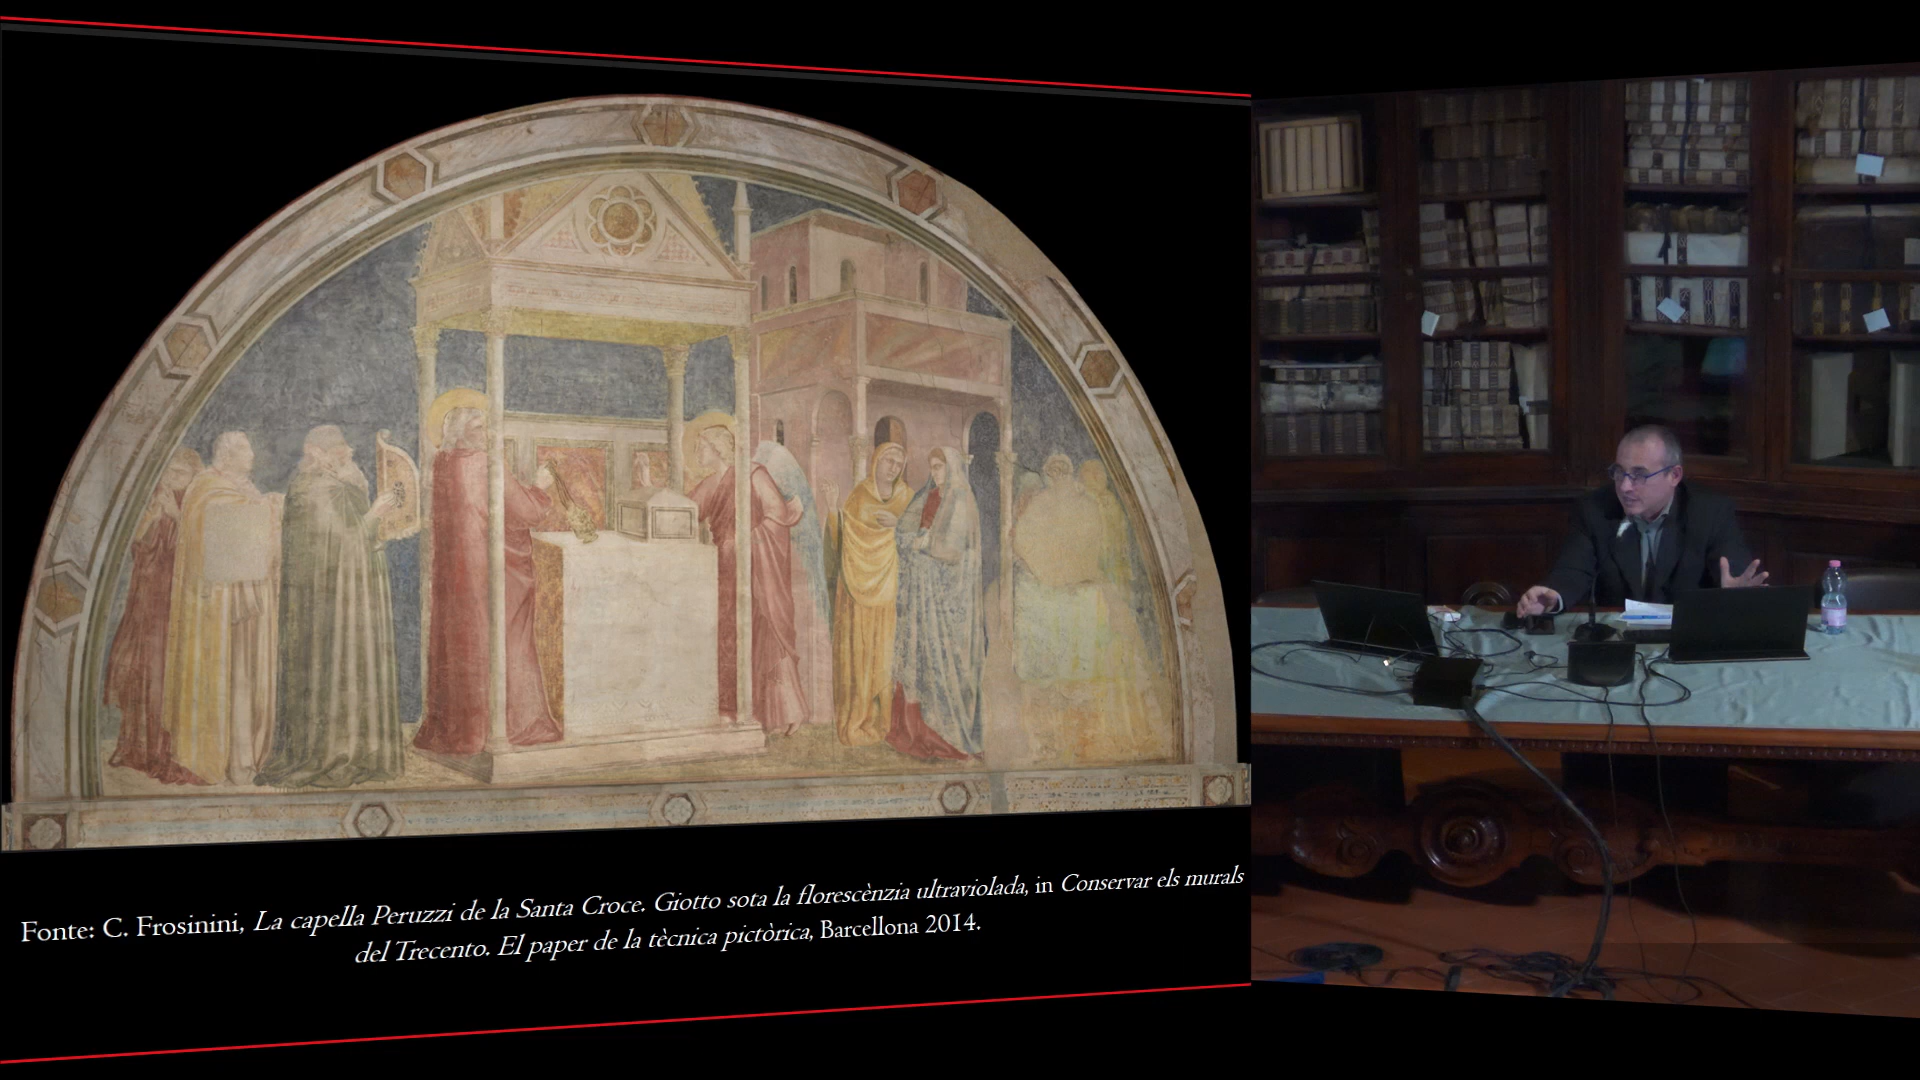 Fonte: C. Frosinini, La capella Peruzzi de la Santa Croce. Giotto sota la florescènzia ultraviolada, in Conservar els murals
del Trecento. El paper de la tècnica pictòrica, Barcellona 2014.